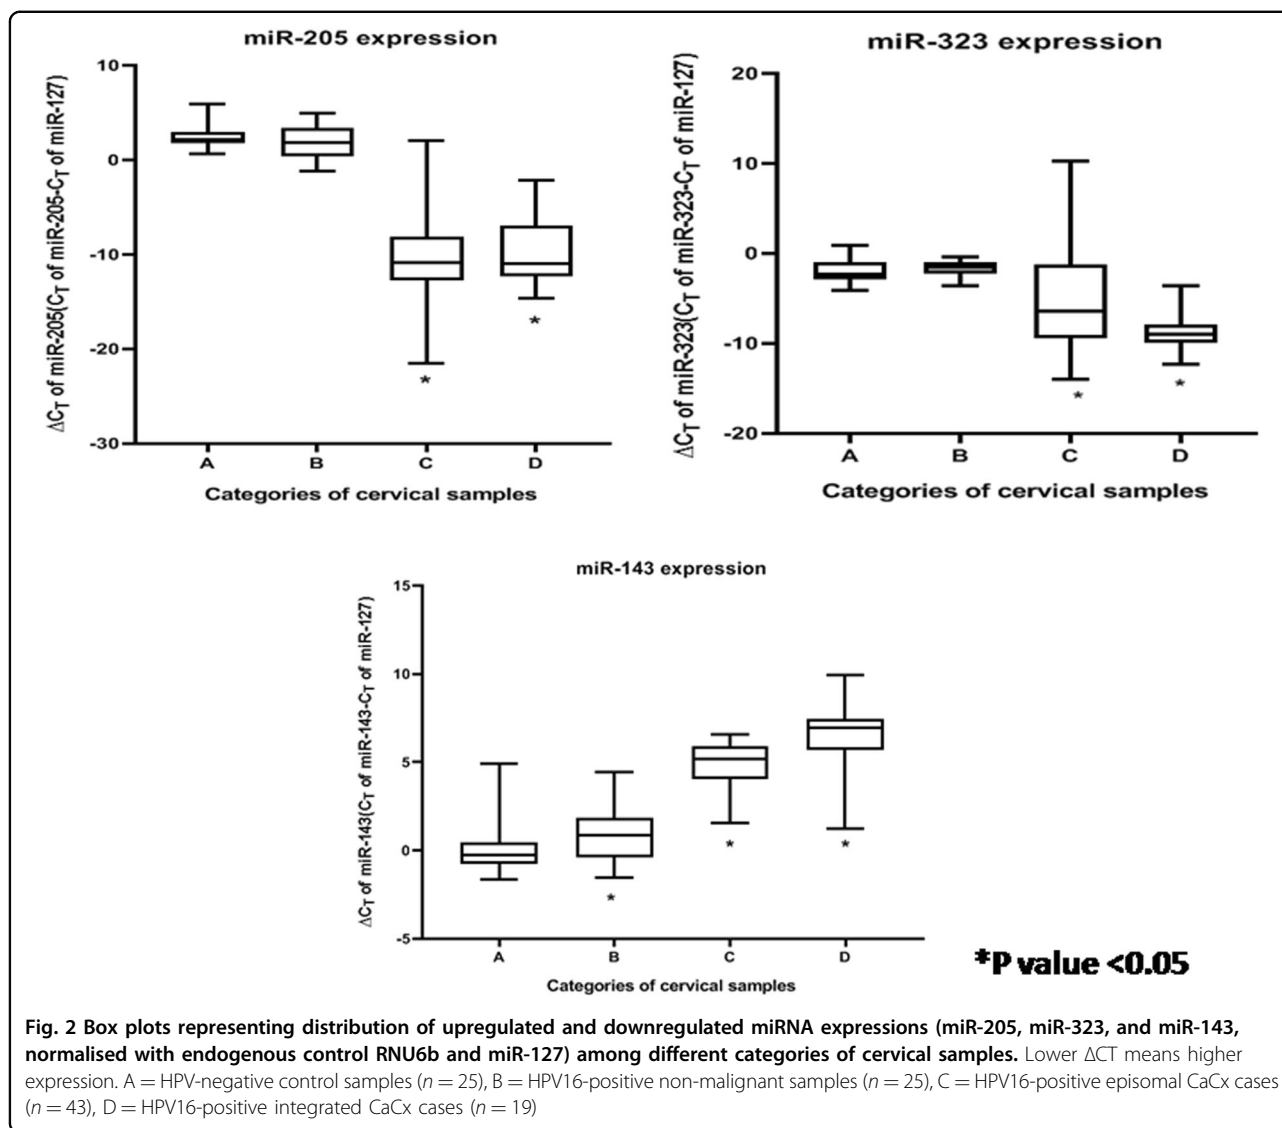 miR-205 expression
ΔCT of miR-205(CT of miR-205-CT of miR-127)
10
0
-10
-20
-30
*
*
A B C D
Categories of cervical samples
miR-323 expression
ΔCT of miR-323(CT of miR-323-CT of miR-127)
20
10
0
-10
-20
*
*
A B C D
Categories of cervical samples
miR-143 expression
ΔCT of miR-143(CT of miR-143-CT of miR-127)
15
10
5
0
-5
*
*
*
A B C D
Categories of cervical samples
*P value <0.05
Fig. 2 Box plots representing distribution of upregulated and downregulated miRNA expressions (miR-205, miR-323, and miR-143,
normalised with endogenous control RNU6b and miR-127) among different categories of cervical samples. Lower ΔCT means higher
expression. A = HPV-negative control samples (n = 25), B = HPV16-positive non-malignant samples (n = 25), C = HPV16-positive episomal CaCx cases
(n = 43), D = HPV16-positive integrated CaCx cases (n = 19)